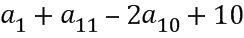 a₁ + a₁₁ – 2a₁₀ + 10